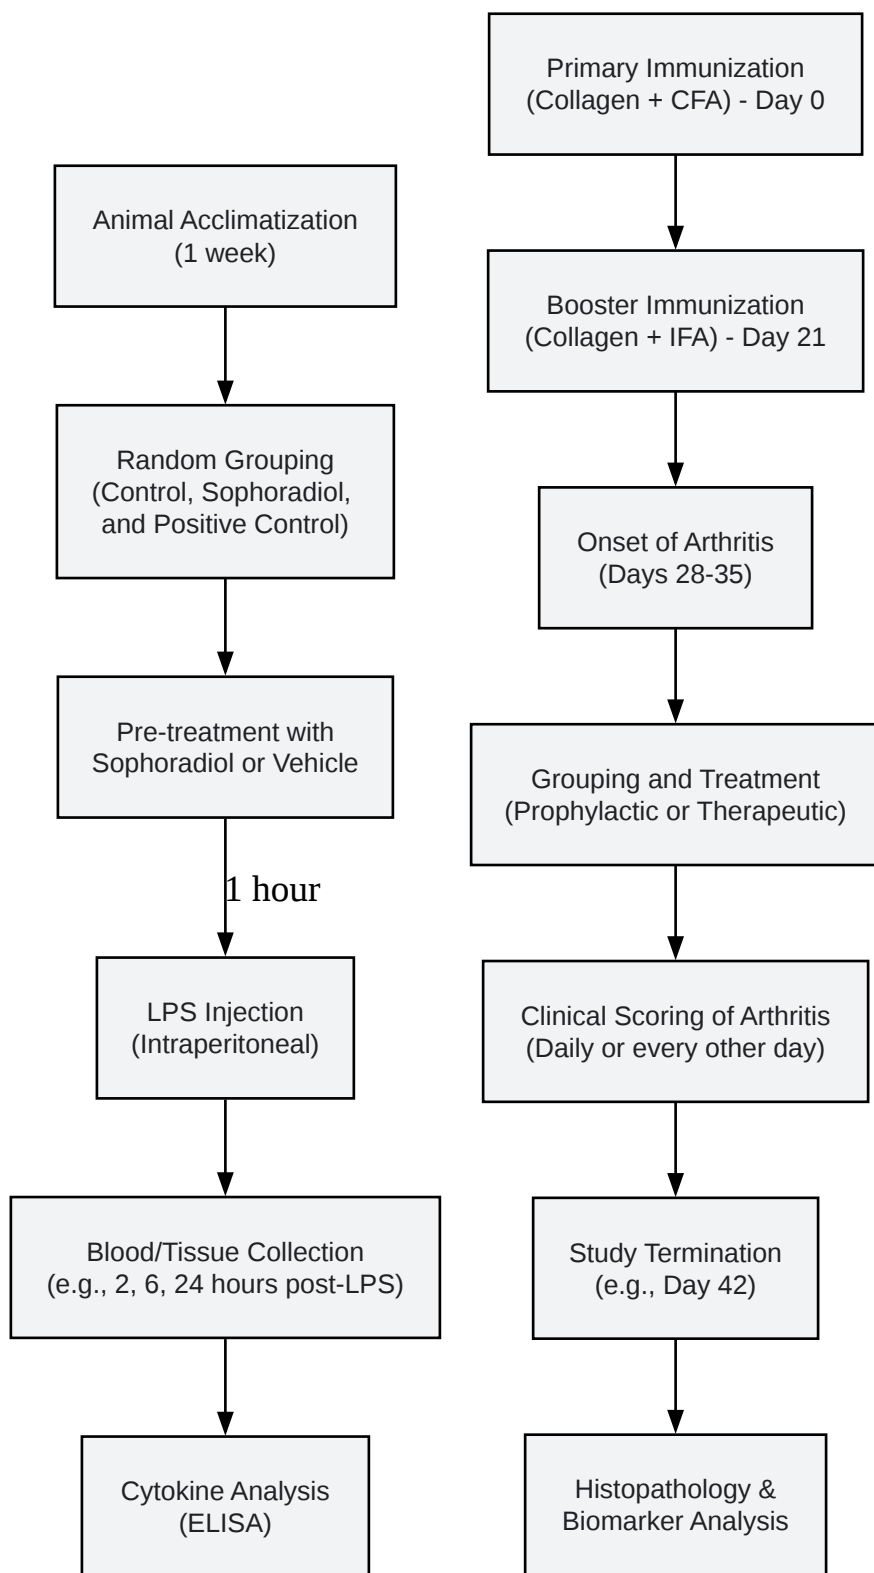 Animal Acclimatization
(1 week)
Random Grouping
(Control, Sophoradiol,
and Positive Control)
Pre-treatment with
Sophoradiol or Vehicle
1 hour
LPS Injection
(Intraperitoneal)
Blood/Tissue Collection
(e.g., 2, 6, 24 hours post-LPS)
Cytokine Analysis
(ELISA)
Primary Immunization
(Collagen + CFA) - Day 0
Booster Immunization
(Collagen + IFA) - Day 21
Onset of Arthritis
(Days 28-35)
Grouping and Treatment
(Prophylactic or Therapeutic)
Clinical Scoring of Arthritis
(Daily or every other day)
Study Termination
(e.g., Day 42)
Histopathology &
Biomarker Analysis